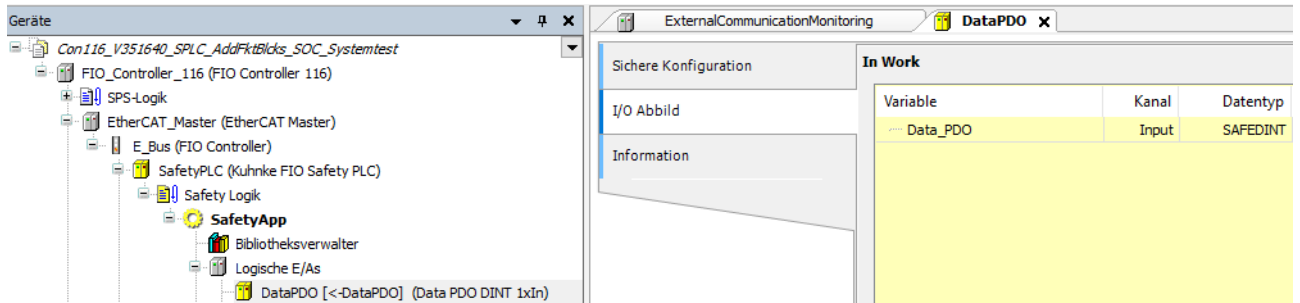 Geräte
Con116_V351640_SPLC_AddFktBlcks_SOC_Systemtest
FIO_Controller_116 (FIO Controller 116)
SPS-Logik
EtherCAT_Master (EtherCAT Master)
E_Bus (FIO Controller)
SafetyPLC (Kuhnke FIO Safety PLC)
Safety Logik
SafetyApp
Bibliotheksverwalter
Logische E/As
DataPDO [<-DataPDO] (Data PDO DINT 1xIn)
ExternalCommunicationMonitoring DataPDO
Sichere Konfiguration
I/O Abbild
Information
In Work
Variable Kanal Datentyp
Data_PDO Input SAFEDINT